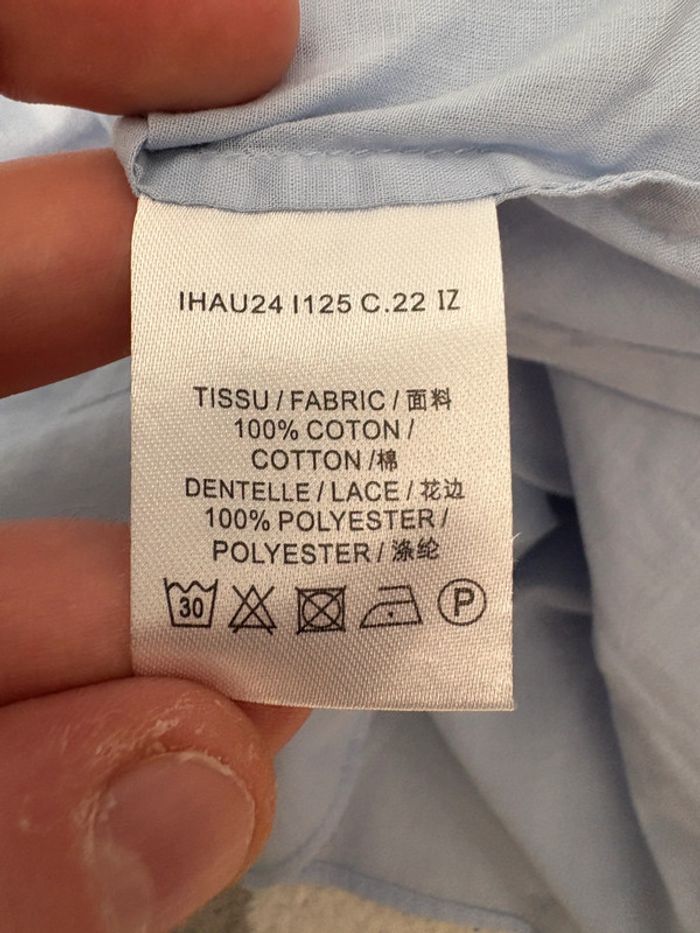 IHAU24 I125 C.22 IZ
TISSU / FABRIC / 面料
100% COTON /
COTTON /棉
DENTELLE / LACE / 花边
100% POLYESTER /
POLYESTER / 涤纶
30 P